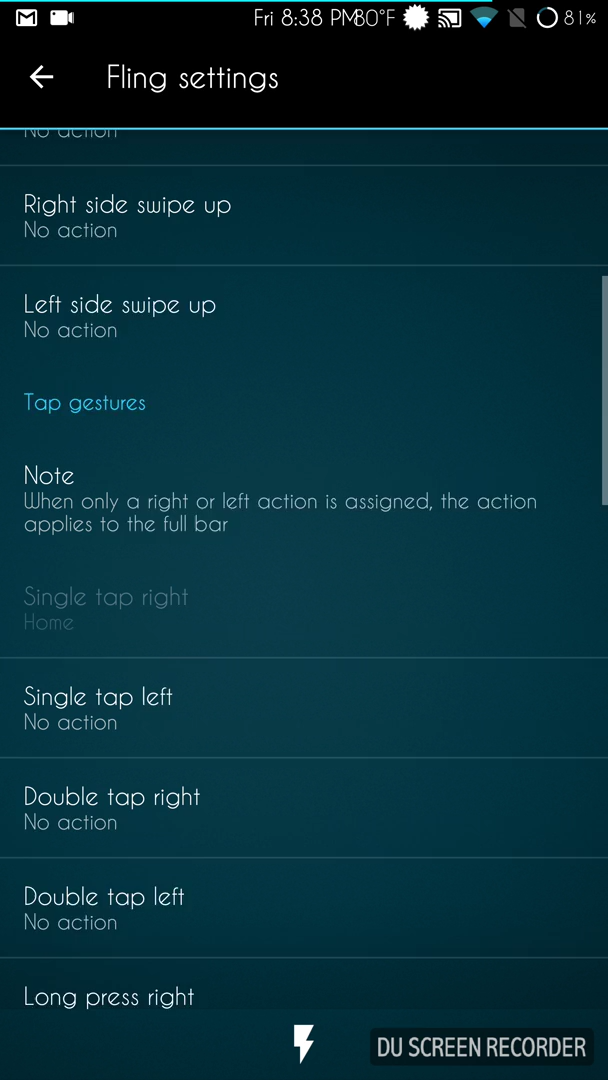 Fri 8:38 PM 80°F 81%
Fling settings
No action
Right side swipe up
No action
Left side swipe up
No action
Tap gestures
Note
When only a right or left action is assigned, the action
applies to the full bar
Single tap right
Home
Single tap left
No action
Double tap right
No action
Double tap left
No action
Long press right
DU SCREEN RECORDER